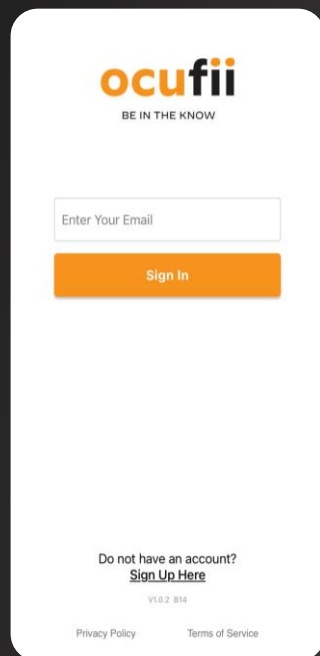 ocufii
BE IN THE KNOW
Enter Your Email
Sign In
Do not have an account?
Sign Up Here
V1.0.2 B14
Privacy Policy Terms of Service